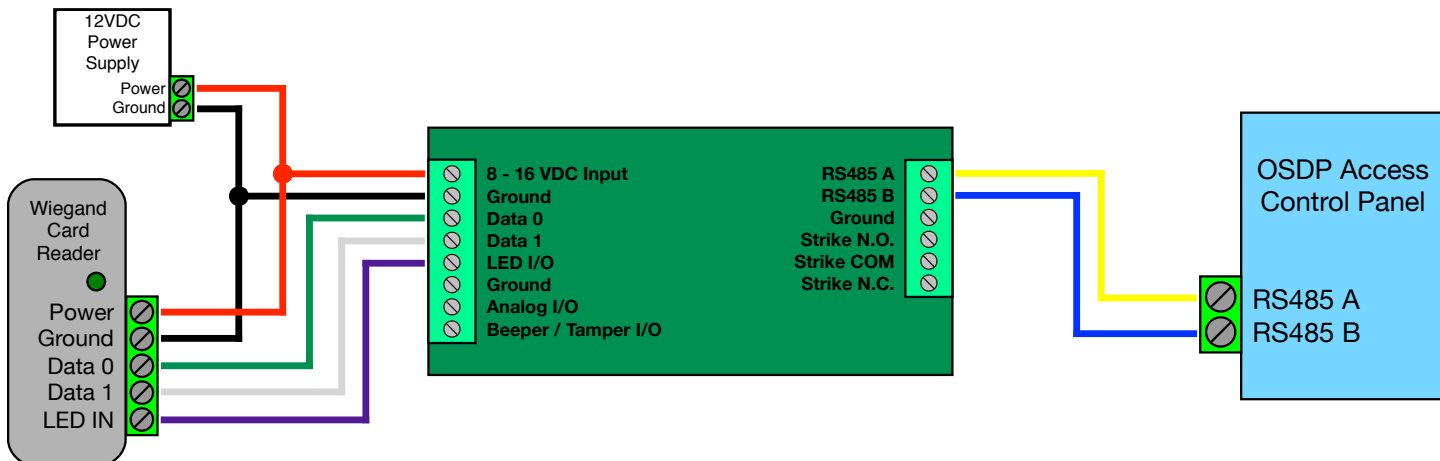 12VDC
Power
Supply
Power
Ground
Wiegand
Card
Reader
Power
Ground
Data 0
Data 1
LED IN
8 - 16 VDC Input
Ground
Data 0
Data 1
LED I/O
Ground
Analog I/O
Beeper / Tamper I/O
RS485 A
RS485 B
Ground
Strike N.O.
Strike COM
Strike N.C.
OSDP Access
Control Panel
RS485 A
RS485 B